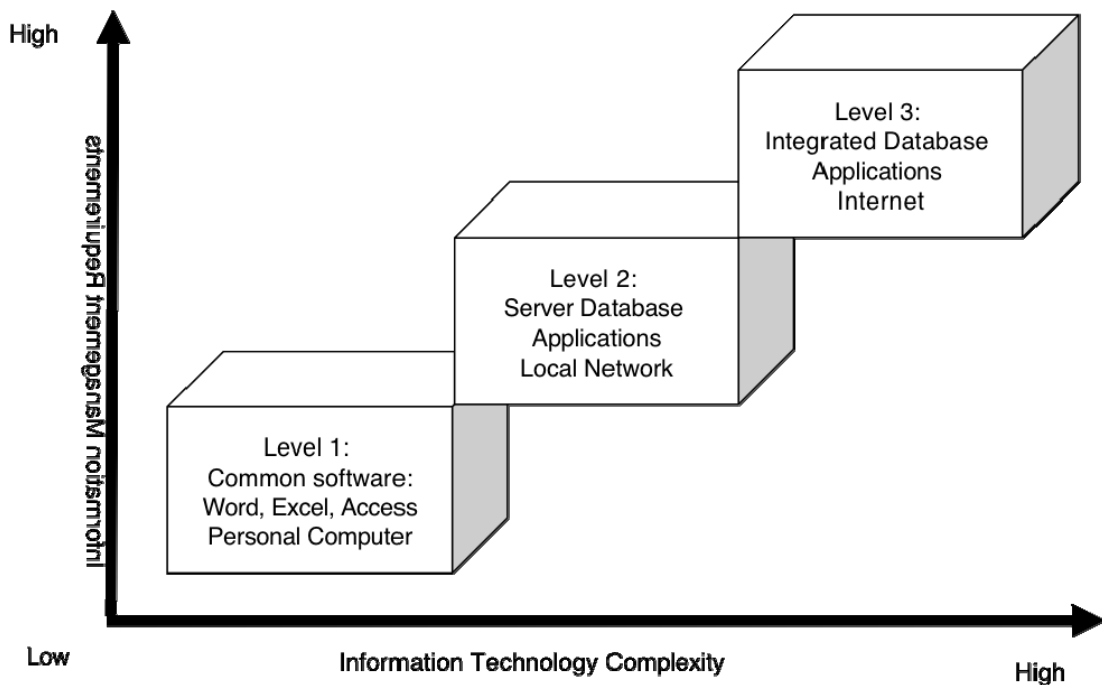 High
Information Management Requirements
Level 3:
Integrated Database
Applications
Internet
Level 2:
Server Database
Applications
Local Network
Level 1:
Common software:
Word, Excel, Access
Personal Computer
Low
Information Technology Complexity
High